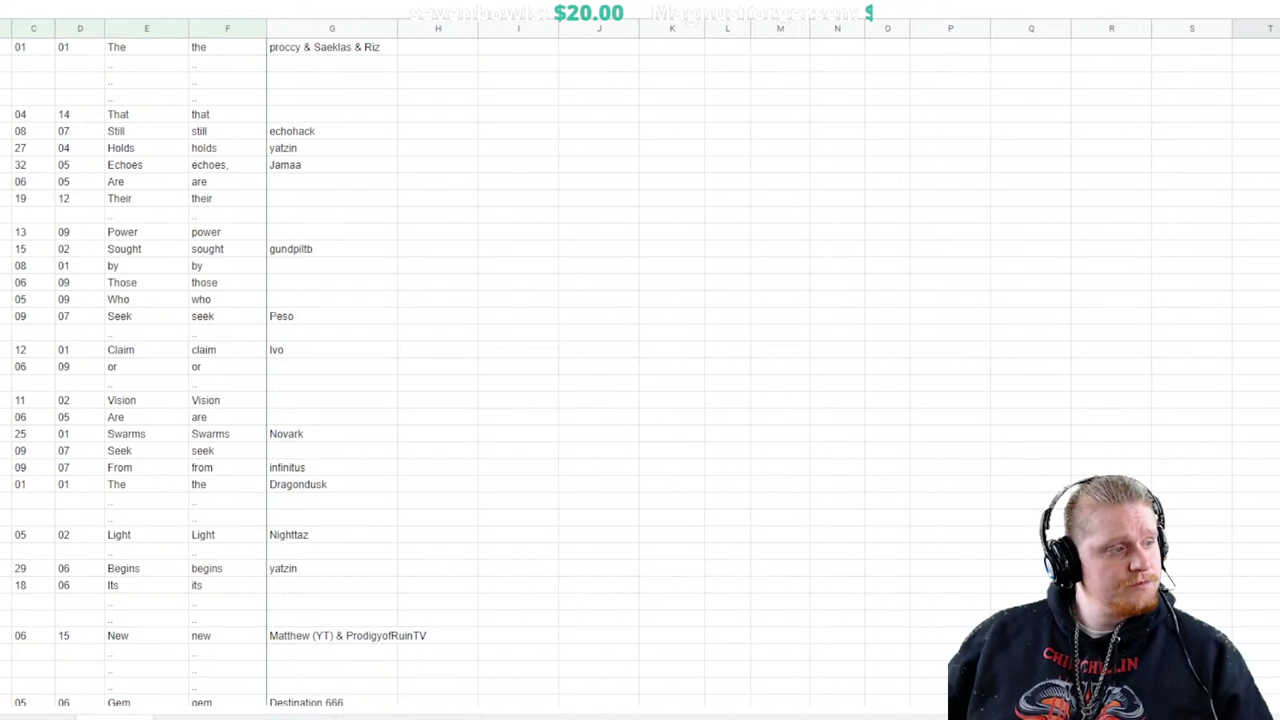 sevenbowls: $20.00 MagnusTorgersen: $
C D E F G H I J K L M N O P Q R S T
01 01 The the proccy & Saeklas & Riz
.. ..
.. ..
.. ..
04 14 That that
08 07 Still still echohack
27 04 Holds holds yatzin
32 05 Echoes echoes, Jamaa
06 05 Are are
19 12 Their their
.. ..
13 09 Power power
15 02 Sought sought gundpiltb
08 01 by by
06 09 Those those
05 09 Who who
09 07 Seek seek Peso
.. ..
12 01 Claim claim Ivo
06 09 or or
.. ..
11 02 Vision Vision
06 05 Are are
25 01 Swarms Swarms Novark
09 07 Seek seek
09 07 From from infinitus
01 01 The the Dragondusk
.. ..
.. ..
05 02 Light Light Nighttaz
.. ..
29 06 Begins begins yatzin
18 06 Its its
.. ..
.. ..
06 15 New new Matthew (YT) & ProdigyofRuinTV
.. ..
.. ..
.. ..
05 06 Gem gem Destination 666